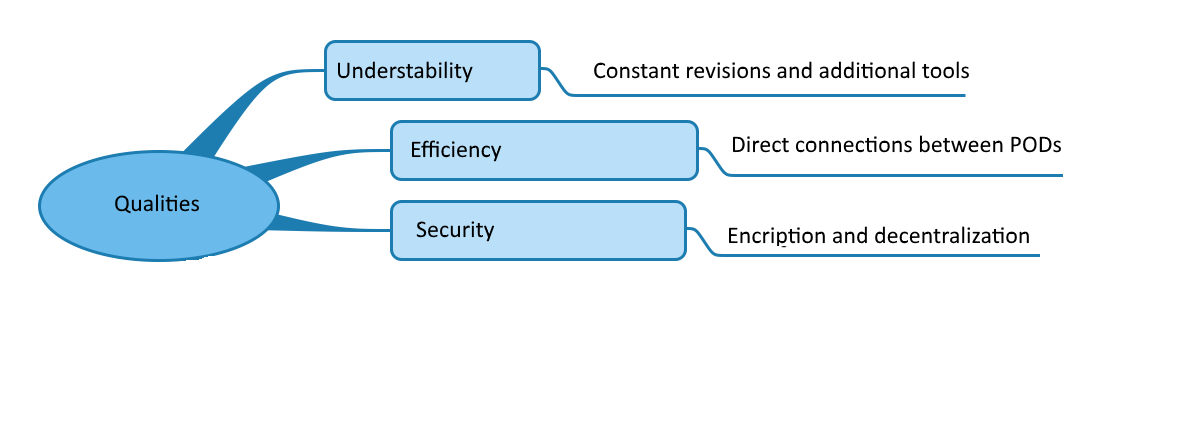 Understability
Constant revisions and additional tools
Efficiency
Direct connections between PODs
Qualities
Security
Encription and decentralization